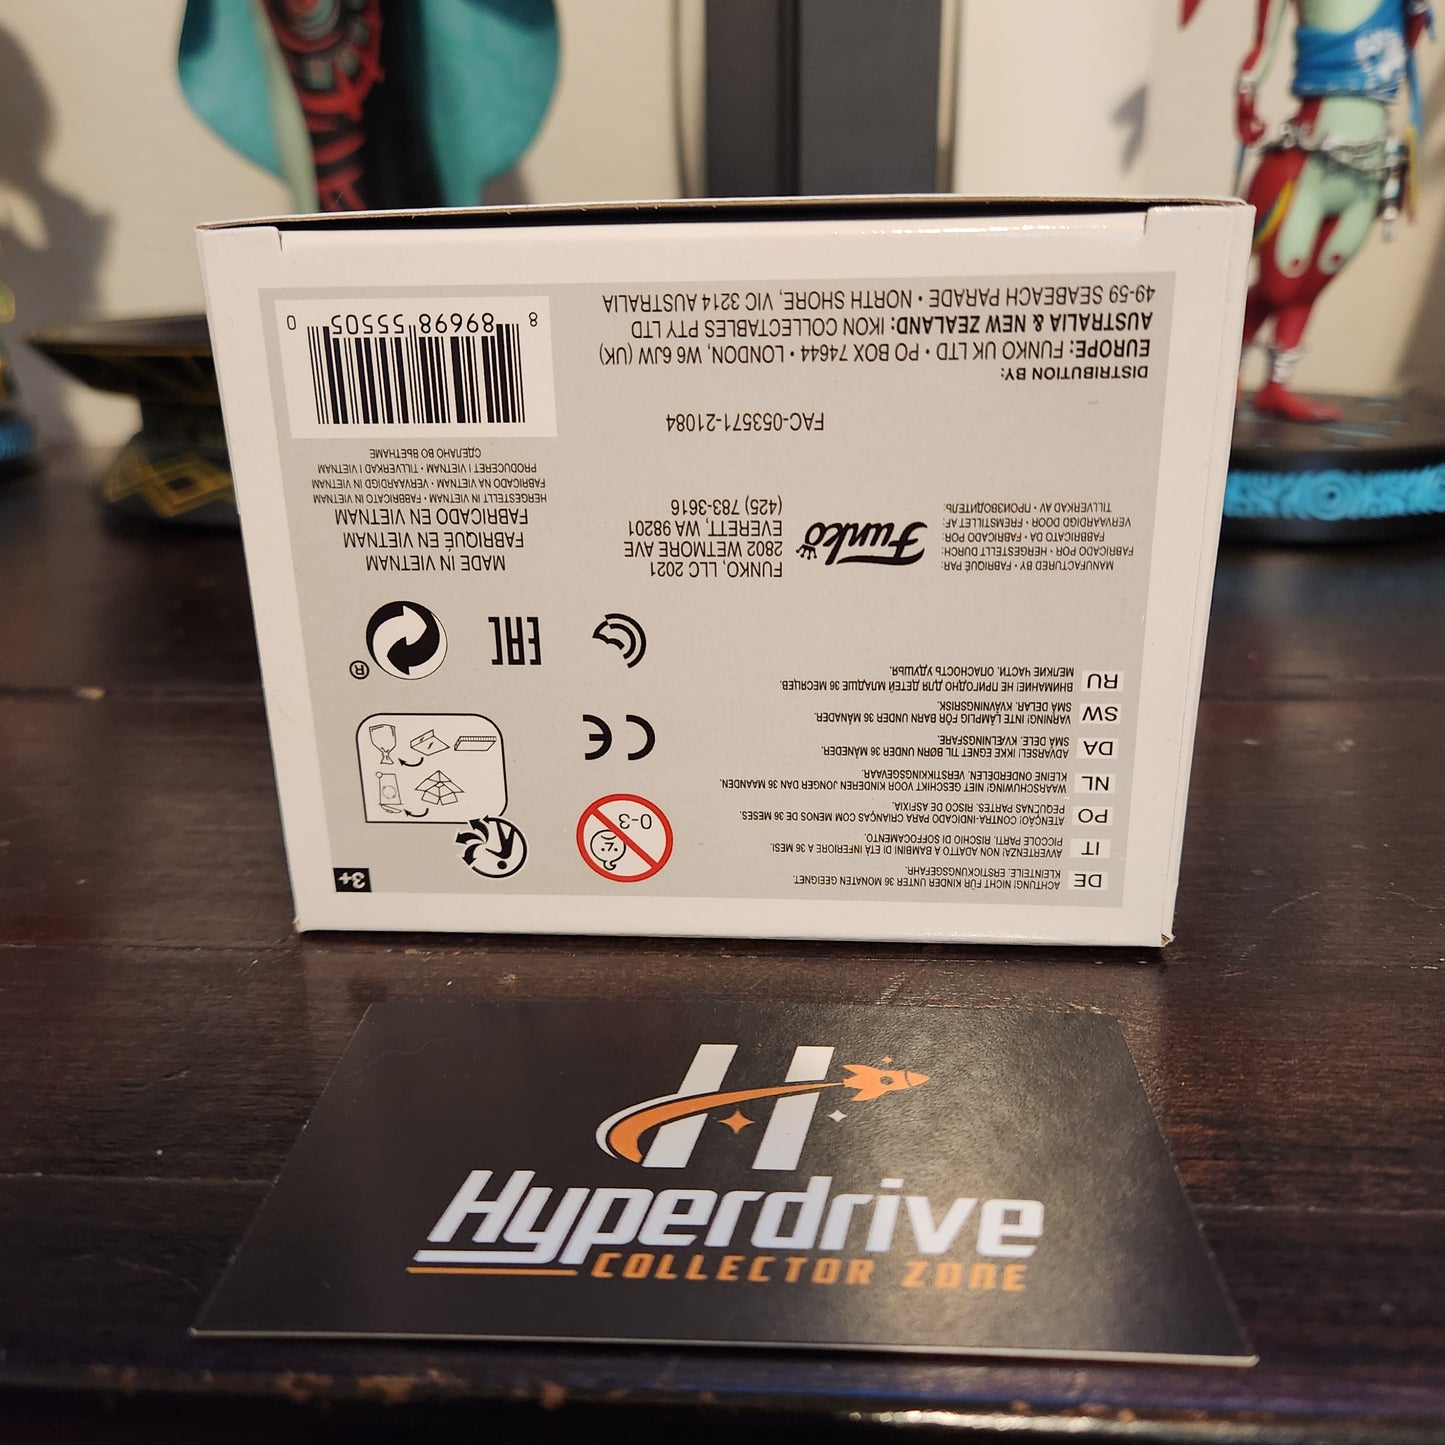 DE
ACHTUNG! NICHT FÜR KINDER UNTER 36 MONATEN GEEIGNET.
KLEINTEILE. ERSTICKUNGSGEFAHR.
IT
AVVERTENZA! NON ADATTO A BAMBINI DI ETÀ INFERIORE A 36 MESI.
PICCOLE PARTI. RISCHIO DI SOFFOCAMENTO.
PO
ATENÇÃO! CONTRA-INDICADO PARA CRIANÇAS COM MENOS DE 36 MESES.
PEQUENAS PARTES. RISCO DE ASFIXIA.
NL
WAARSCHUWING! NIET GESCHIKT VOOR KINDEREN JONGER DAN 36 MAANDEN.
KLEINE ONDERDELEN. VERSTIKKINGSGEVAAR.
DA
ADVARSEL! IKKE EGNET TIL BØRN UNDER 36 MÅNEDER.
SMÅ DELE. KVÆLNINGSFARE.
SW
VARNING! INTE LÄMPLIG FÖR BARN UNDER 36 MÅNADER.
SMÅ DELAR. KVÄVNINGSRISK.
RU
ВНИМАНИЕ! НЕ ПРИГОДНО ДЛЯ ДЕТЕЙ МЛАДШЕ 36 МЕСЯЦЕВ.
МЕЛКИЕ ЧАСТИ. ОПАСНОСТЬ УДУШЬЯ.
0-3
3+
CE
EAC
®
MANUFACTURED BY • FABRIQUÉ PAR:
FABRICADO POR • HERGESTELLT DURCH:
FABRICATO DA • FABRICADO POR:
VERVAARDIGD DOOR • FREMSTILLET AF:
TILLVERKAD AV • ПРОИЗВОДИТЕЛЬ:
Funko
FUNKO, LLC 2021
2802 WETMORE AVE
EVERETT, WA 98201
(425) 783-3616
MADE IN VIETNAM
FABRIQUÉ EN VIETNAM
FABRICADO EN VIETNAM
HERGESTELLT IN VIETNAM • FABBRICATO IN VIETNAM
FABRICADO NA VIETNAM • VERVAARDIGD IN VIETNAM
PRODUCERET I VIETNAM • TILLVERKAD I VIETNAM
СДЕЛАНО ВО ВЬЕТНАМЕ
FAC-053571-21084
DISTRIBUTION BY:
EUROPE: FUNKO UK LTD • PO BOX 74644 • LONDON, W6 6JW (UK)
AUSTRALIA & NEW ZEALAND: IKON COLLECTABLES PTY LTD
49-59 SEABEACH PARADE • NORTH SHORE, VIC 3214 AUSTRALIA
8 89698 55505 0
H
Hyperdrive
COLLECTOR ZONE